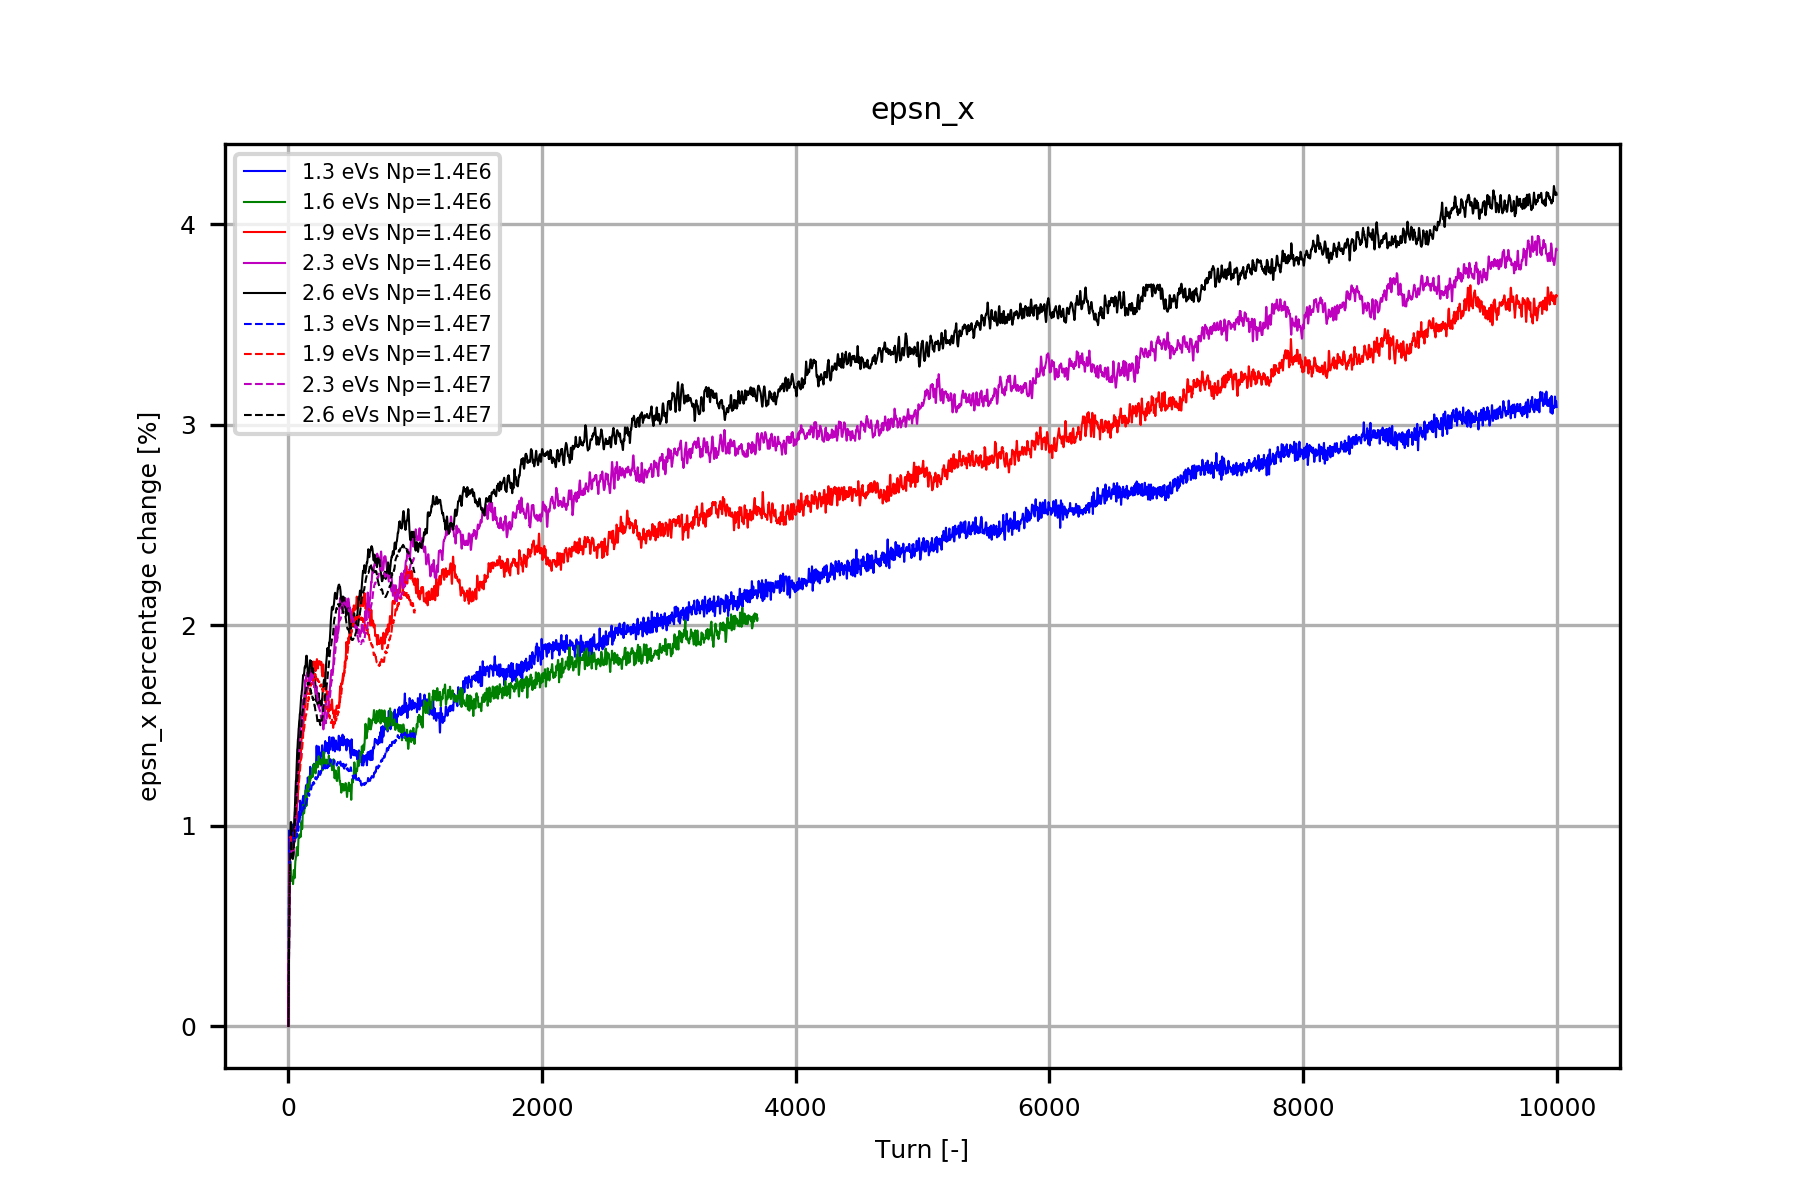 epsn_x
1.3 eVs Np=1.4E6
1.6 eVs Np=1.4E6
1.9 eVs Np=1.4E6
2.3 eVs Np=1.4E6
2.6 eVs Np=1.4E6
1.3 eVs Np=1.4E7
1.9 eVs Np=1.4E7
2.3 eVs Np=1.4E7
2.6 eVs Np=1.4E7
epsn_x percentage change [%]
4
3
2
1
0
0 2000 4000 6000 8000 10000
Turn [-]